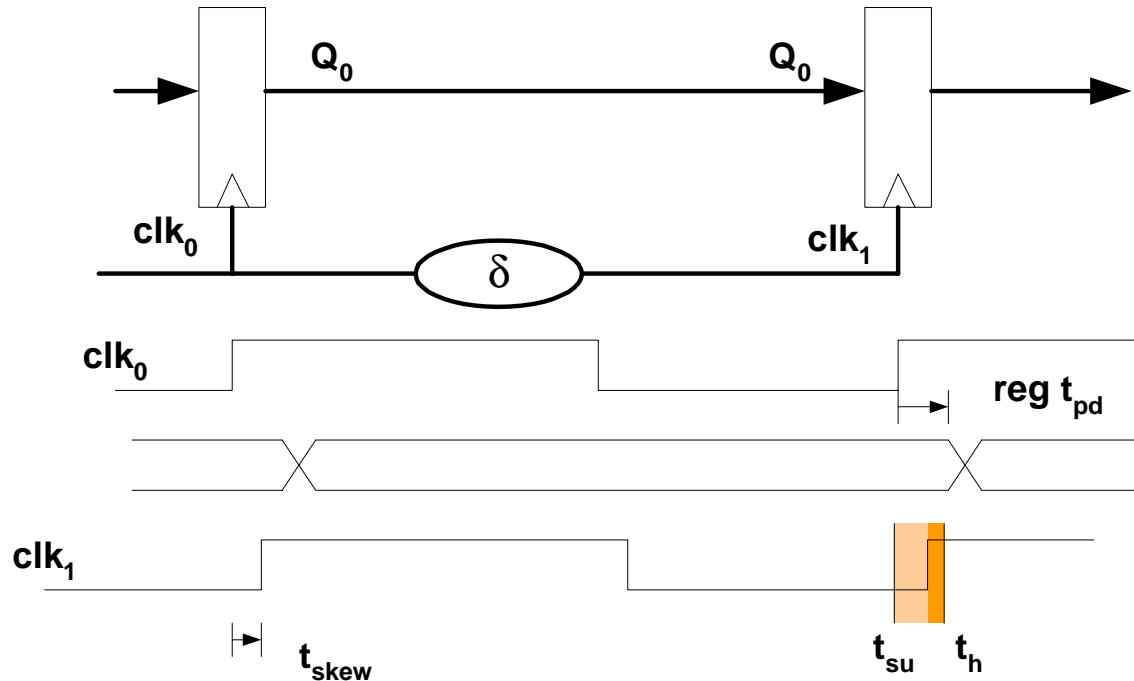 Q0 Q0
clk0 clk1
δ
clk0
reg tpd
clk1
tskew
tsu th